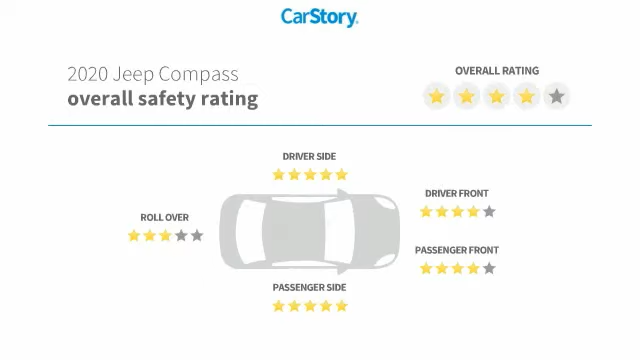 CarStory
2020 Jeep Compass
overall safety rating
OVERALL RATING
DRIVER SIDE
DRIVER FRONT
ROLL OVER
PASSENGER FRONT
PASSENGER SIDE